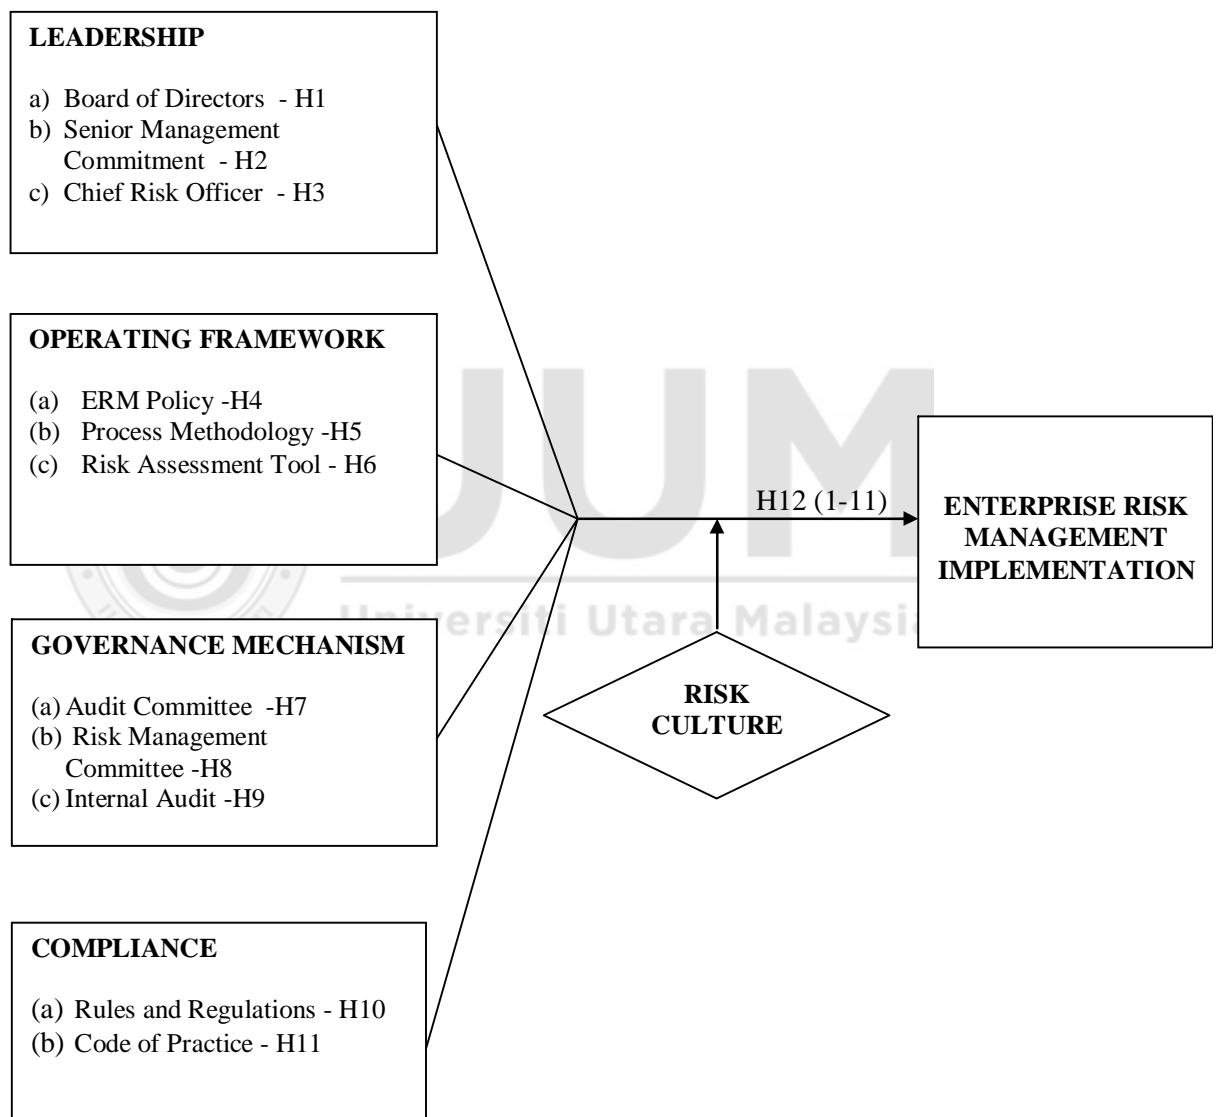 LEADERSHIP
a) Board of Directors - H1
b) Senior Management
Commitment - H2
c) Chief Risk Officer - H3
OPERATING FRAMEWORK
(a) ERM Policy -H4
(b) Process Methodology -H5
(c) Risk Assessment Tool - H6
GOVERNANCE MECHANISM
(a) Audit Committee -H7
(b) Risk Management
Committee -H8
(c) Internal Audit -H9
COMPLIANCE
(a) Rules and Regulations - H10
(b) Code of Practice - H11
H12 (1-11)
RISK
CULTURE
ENTERPRISE RISK
MANAGEMENT
IMPLEMENTATION
UUM
Universiti Utara Malaysia